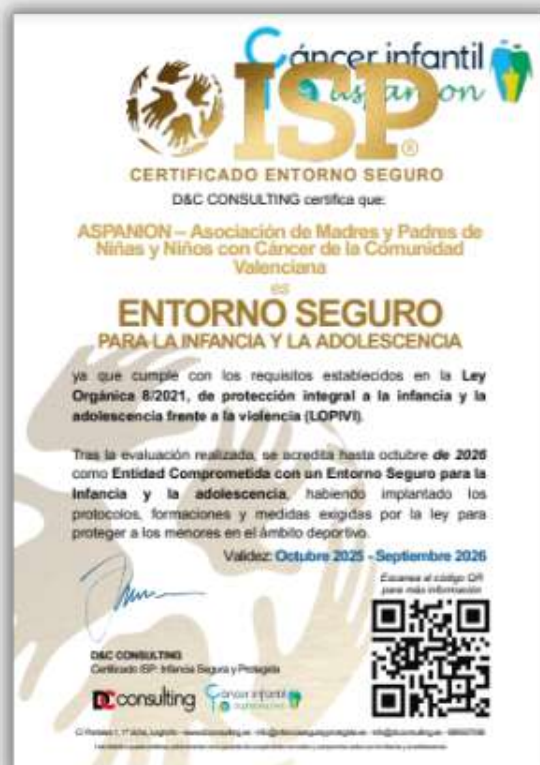 Cáncer infantil
aspanion
ISP®
CERTIFICADO ENTORNO SEGURO
D&C CONSULTING certifica que:
ASPANION – Asociación de Madres y Padres de
Niñas y Niños con Cáncer de la Comunidad
Valenciana
es
ENTORNO SEGURO
PARA LA INFANCIA Y LA ADOLESCENCIA
ya que cumple con los requisitos establecidos en la Ley
Orgánica 8/2021, de protección integral a la infancia y la
adolescencia frente a la violencia (LOPIVI).
Tras la evaluación realizada, se acredita hasta octubre de 2026
como Entidad Comprometida con un Entorno Seguro para la
Infancia y la adolescencia, habiendo implantado los
protocolos, formaciones y medidas exigidas por la ley para
proteger a los menores en el ámbito deportivo.
Validez: Octubre 2025 - Septiembre 2026
Escanea el código QR
para más información
D&C CONSULTING
Certificado ISP: Infancia Segura y Protegida
DC consulting
Cáncer infantil
aspanion